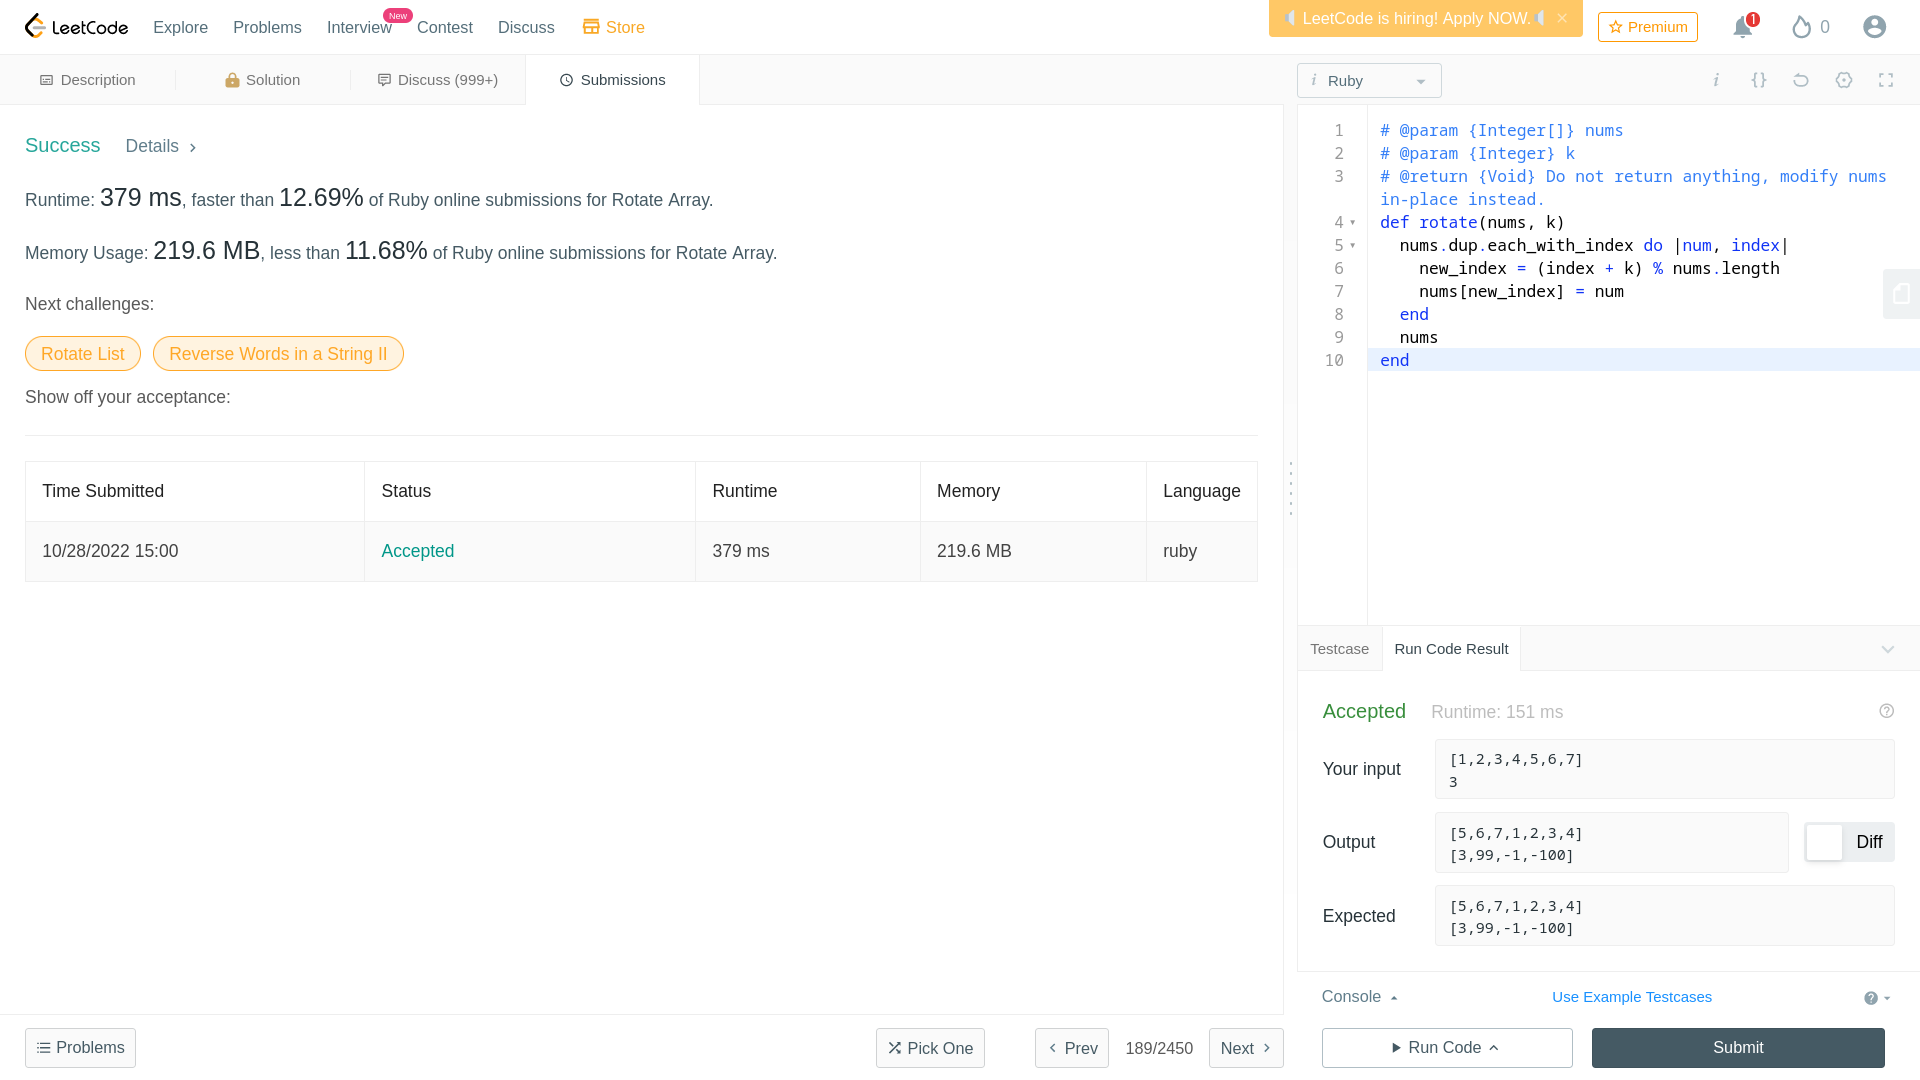 LeetCode
Explore
Problems
Interview
New
Contest
Discuss
Store
LeetCode is hiring! Apply NOW.
Premium
1
0
Description
Solution
Discuss (999+)
Submissions
i Ruby
i
{}
Success
Details
Runtime: 379 ms, faster than 12.69% of Ruby online submissions for Rotate Array.
Memory Usage: 219.6 MB, less than 11.68% of Ruby online submissions for Rotate Array.
Next challenges:
Rotate List
Reverse Words in a String II
Show off your acceptance:
Time Submitted Status Runtime Memory Language
10/28/2022 15:00 Accepted 379 ms 219.6 MB ruby
1 # @param {Integer[]} nums
2 # @param {Integer} k
3 # @return {Void} Do not return anything, modify nums
in-place instead.
4 def rotate(nums, k)
5 nums.dup.each_with_index do |num, index|
6 new_index = (index + k) % nums.length
7 nums[new_index] = num
8 end
9 nums
10 end
Testcase
Run Code Result
Accepted
Runtime: 151 ms
Your input
[1,2,3,4,5,6,7]
3
Output
[5,6,7,1,2,3,4]
[3,99,-1,-100]
Diff
Expected
[5,6,7,1,2,3,4]
[3,99,-1,-100]
Console
Use Example Testcases
Problems
Pick One
Prev
189/2450
Next
Run Code
Submit